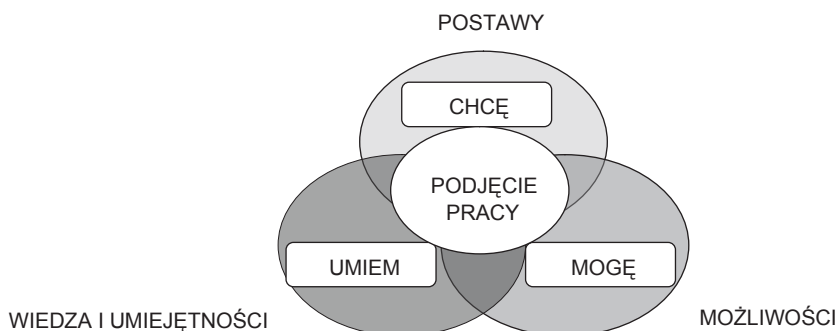 POSTAWY
CHCĘ
PODJĘCIE
PRACY
UMIEM
MOGĘ
WIEDZA I UMIEJĘTNOŚCI
MOŻLIWOŚCI